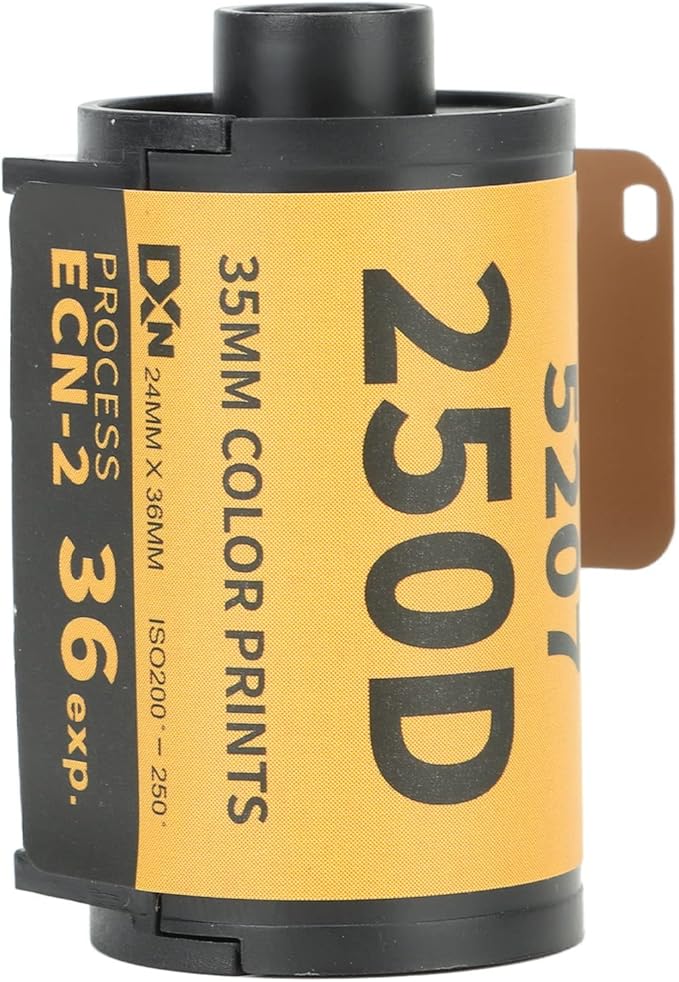 5207
250D
35MM COLOR PRINTS
DXN 24MM X 36MM ISO200° – 250°
PROCESS
ECN-2 36 exp.